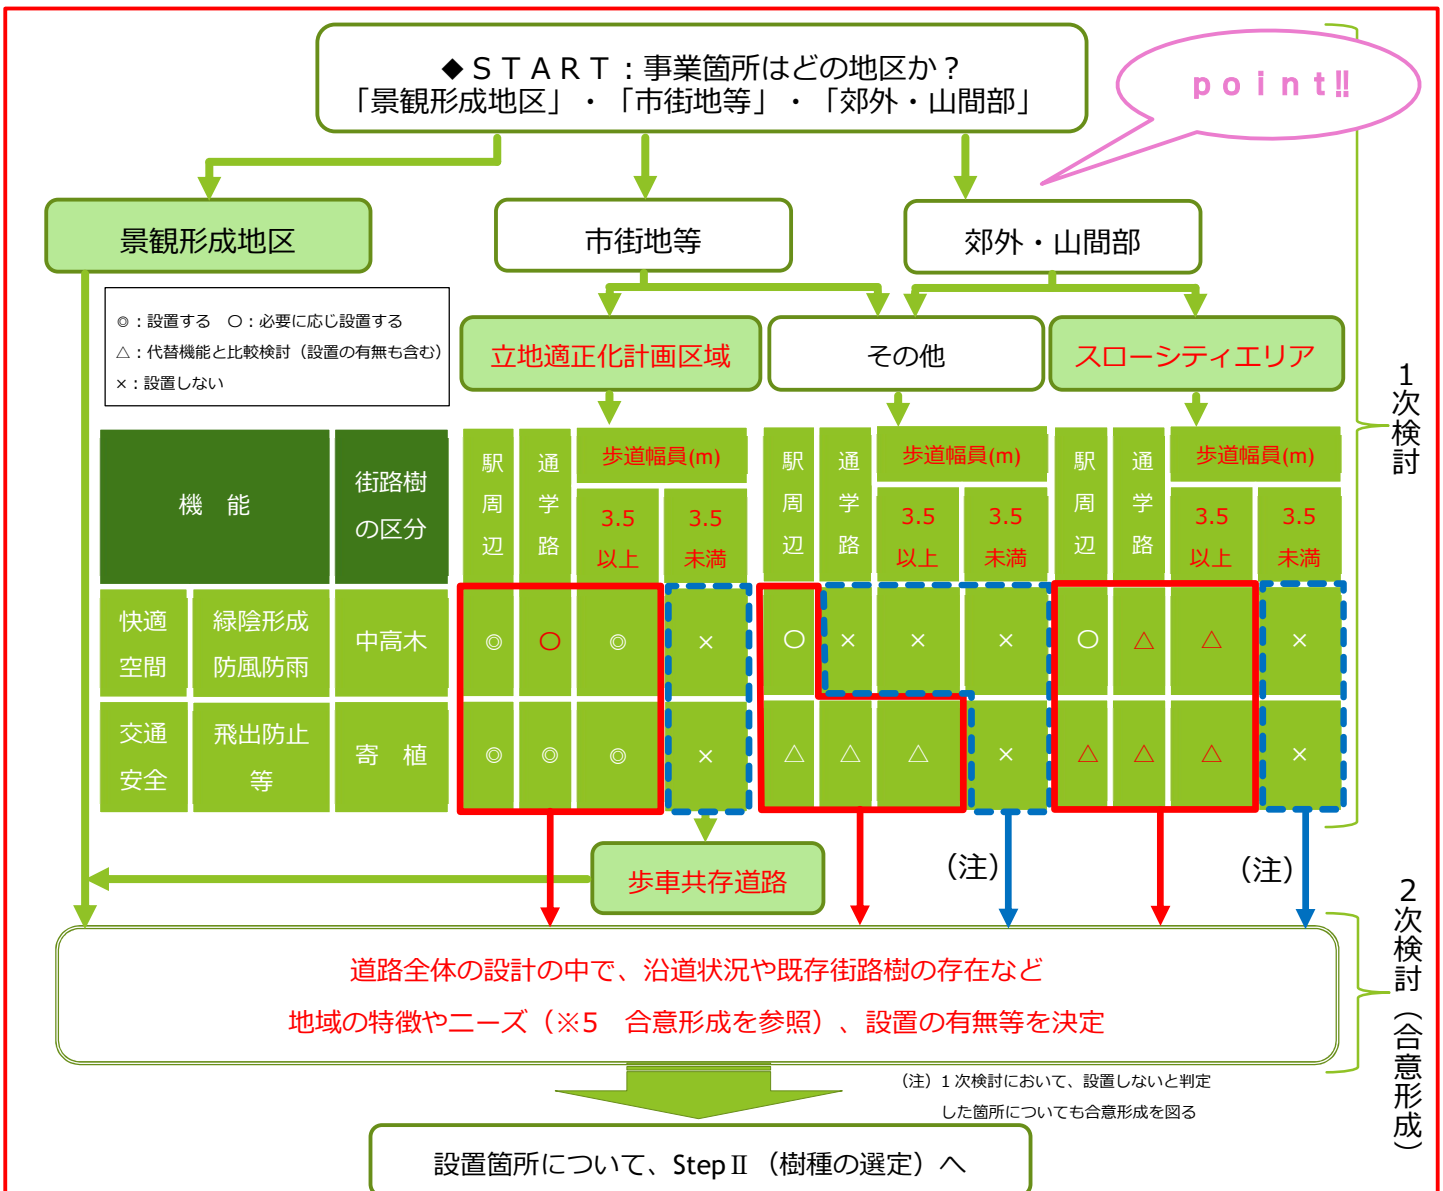 ◆ＳＴＡＲＴ：事業箇所はどの地区か？
「景観形成地区」・「市街地等」・「郊外・山間部」
ｐｏｉｎｔ‼
景観形成地区
市街地等
郊外・山間部
◎：設置する　○：必要に応じ設置する
△：代替機能と比較検討（設置の有無も含む）
×：設置しない
立地適正化計画区域
その他
スローシティエリア
1次検討
機　能
街路樹
の区分
駅周辺
通学路
歩道幅員(m)
3.5
以上
3.5
未満
駅周辺
通学路
歩道幅員(m)
3.5
以上
3.5
未満
駅周辺
通学路
歩道幅員(m)
3.5
以上
3.5
未満
快適
空間
緑陰形成
防風防雨
中高木
◎ ○ ◎ × ○ × × × ○ △ △ ×
交通
安全
飛出防止
等
寄　植
◎ ◎ ◎ × △ △ △ × △ △ △ ×
歩車共存道路
（注）
（注）
2次検討（合意形成）
道路全体の設計の中で、沿道状況や既存街路樹の存在など
地域の特徴やニーズ（※5　合意形成を参照）、設置の有無等を決定
（注）1次検討において、設置しないと判定
した箇所についても合意形成を図る
設置箇所について、StepⅡ（樹種の選定）へ